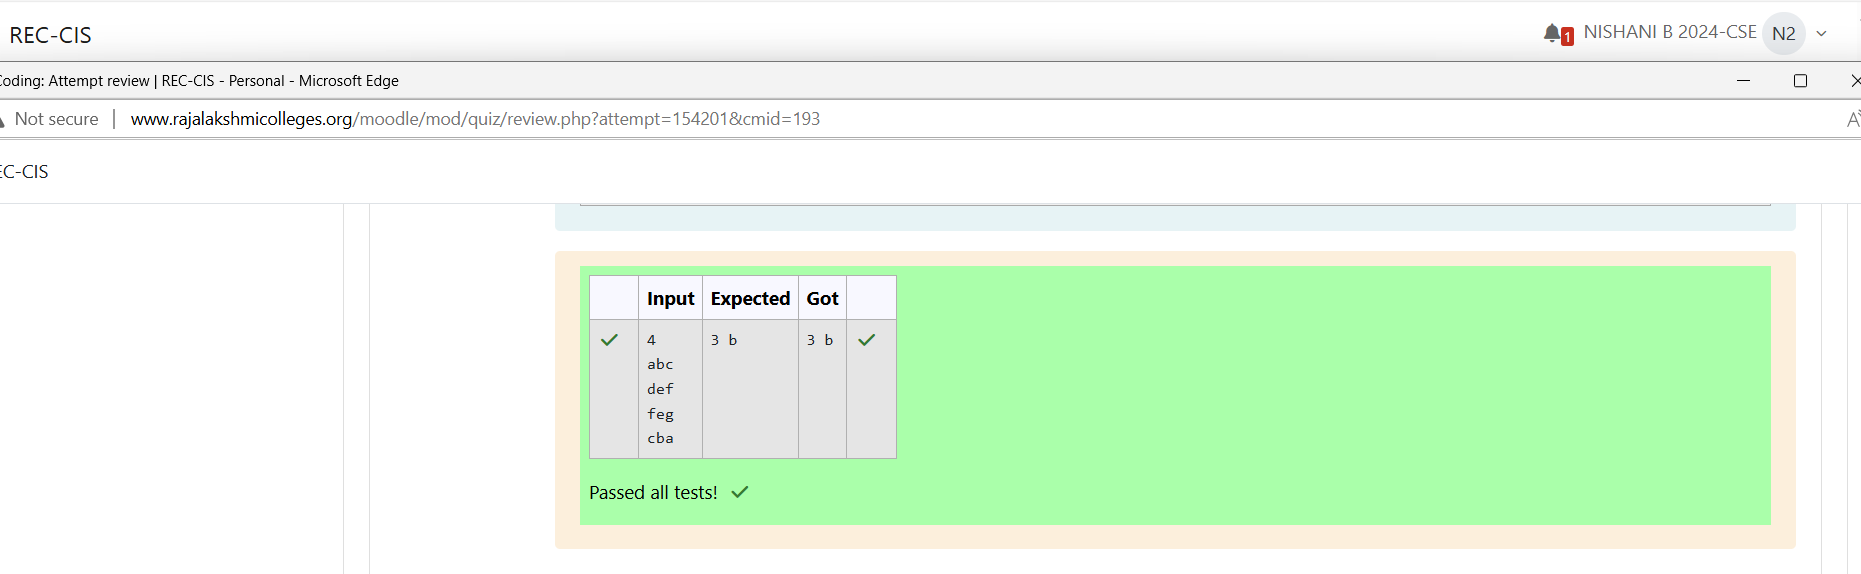 REC-CIS
1 NISHANI B 2024-CSE N2
Coding: Attempt review | REC-CIS - Personal - Microsoft Edge
Not secure www.rajalakshmicolleges.org/moodle/mod/quiz/review.php?attempt=154201&cmid=193
EC-CIS
Input Expected Got
4 3 b 3 b
abc
def
feg
cba
Passed all tests!